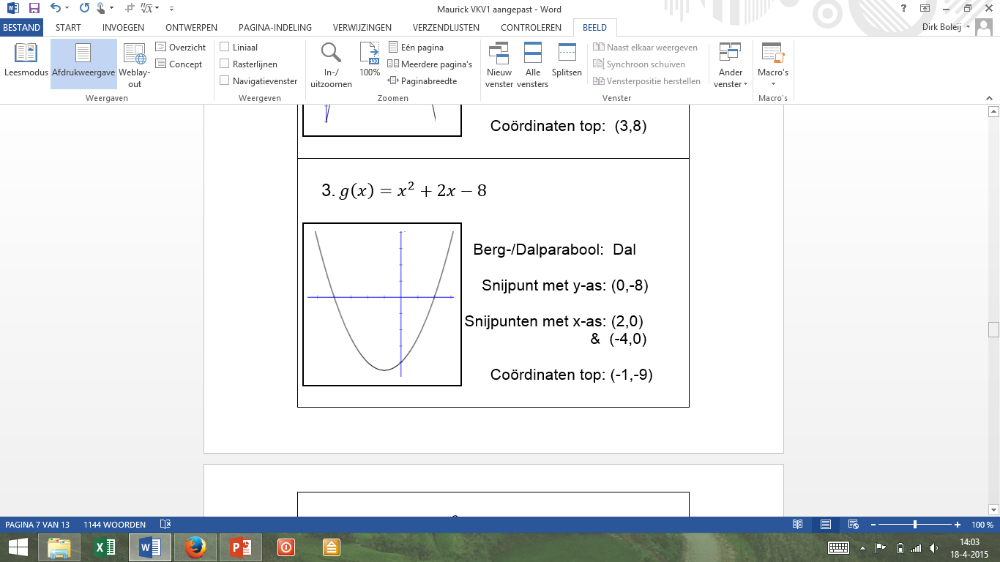 Maurick VKV1 aangepast - Word
BESTAND START INVOEGEN ONTWERPEN PAGINA-INDELING VERWIJZINGEN VERZENDLIJSTEN CONTROLEREN BEELD Dirk Boleij
Leesmodus
Afdrukweergave
Weblay-
out
Overzicht
Concept
Weergaven
Liniaal
Rasterlijnen
Navigatievenster
Weergeven
In-/
uitzoomen
100
100%
Eén pagina
Meerdere pagina's
Paginabreedte
Zoomen
Nieuw
venster
Alle
vensters
Splitsen
Naast elkaar weergeven
Synchroon schuiven
Vensterpositie herstellen
Venster
Ander
venster
Macro's
Macro's
Coördinaten top: (3,8)
3. g(x) = x² + 2x − 8
Berg-/Dalparabool: Dal
Snijpunt met y-as: (0,-8)
Snijpunten met x-as: (2,0)
& (-4,0)
Coördinaten top: (-1,-9)
PAGINA 7 VAN 13 1144 WOORDEN 100 %
14:03
18-4-2015